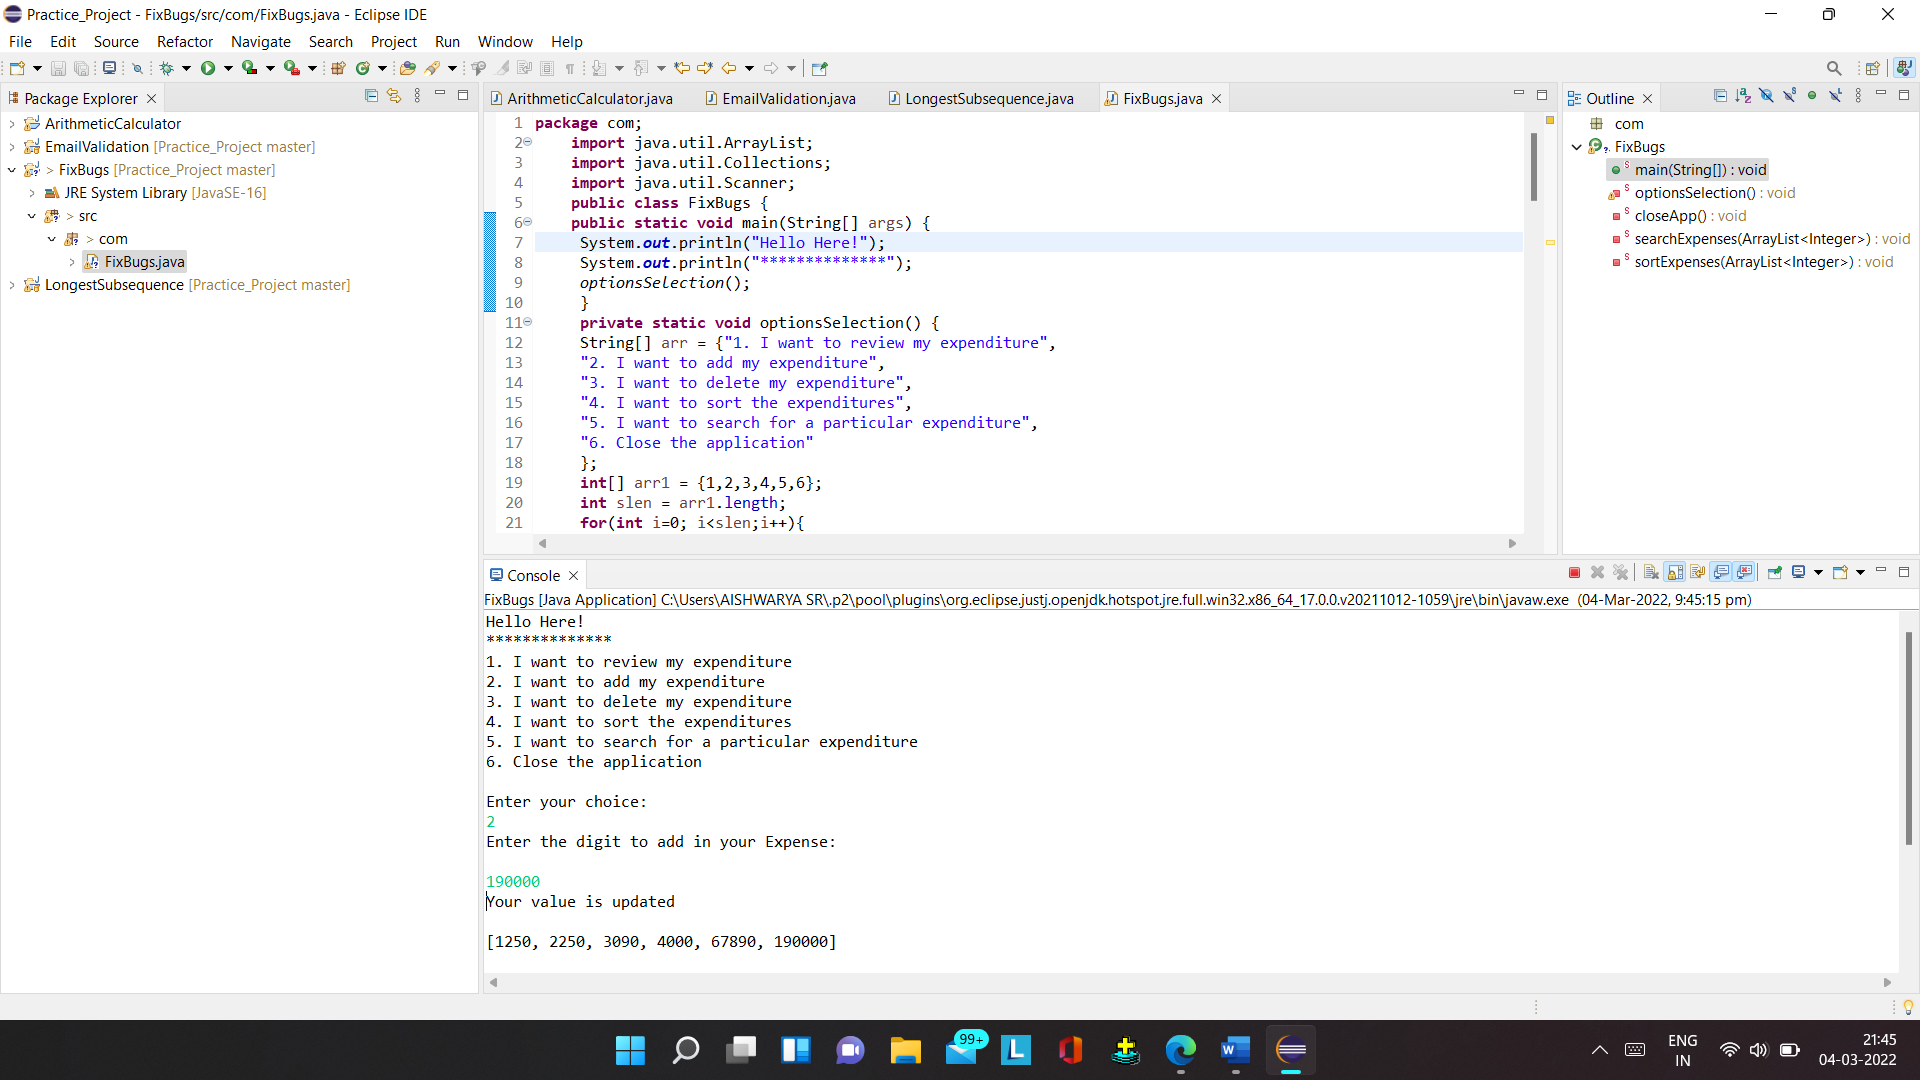 Practice_Project - FixBugs/src/com/FixBugs.java - Eclipse IDE
File Edit Source Refactor Navigate Search Project Run Window Help
Package Explorer
ArithmeticCalculator
EmailValidation [Practice_Project master]
> FixBugs [Practice_Project master]
JRE System Library [JavaSE-16]
> src
> com
FixBugs.java
LongestSubsequence [Practice_Project master]
ArithmeticCalculator.java EmailValidation.java LongestSubsequence.java FixBugs.java
1 package com;
2 import java.util.ArrayList;
3 import java.util.Collections;
4 import java.util.Scanner;
5 public class FixBugs {
6 public static void main(String[] args) {
7 System.out.println("Hello Here!");
8 System.out.println("**************");
9 optionsSelection();
10 }
11 private static void optionsSelection() {
12 String[] arr = {"1. I want to review my expenditure",
13 "2. I want to add my expenditure",
14 "3. I want to delete my expenditure",
15 "4. I want to sort the expenditures",
16 "5. I want to search for a particular expenditure",
17 "6. Close the application"
18 };
19 int[] arr1 = {1,2,3,4,5,6};
20 int slen = arr1.length;
21 for(int i=0; i<slen;i++){
Outline
com
FixBugs
main(String[]) : void
optionsSelection() : void
closeApp() : void
searchExpenses(ArrayList<Integer>) : void
sortExpenses(ArrayList<Integer>) : void
Console
FixBugs [Java Application] C:\Users\AISHWARYA SR\.p2\pool\plugins\org.eclipse.justj.openjdk.hotspot.jre.full.win32.x86_64_17.0.0.v20211012-1059\jre\bin\javaw.exe (04-Mar-2022, 9:45:15 pm)
Hello Here!
**************
1. I want to review my expenditure
2. I want to add my expenditure
3. I want to delete my expenditure
4. I want to sort the expenditures
5. I want to search for a particular expenditure
6. Close the application
Enter your choice:
2
Enter the digit to add in your Expense:
190000
Your value is updated
[1250, 2250, 3090, 4000, 67890, 190000]
99+
L
W
ENG
IN
21:45
04-03-2022